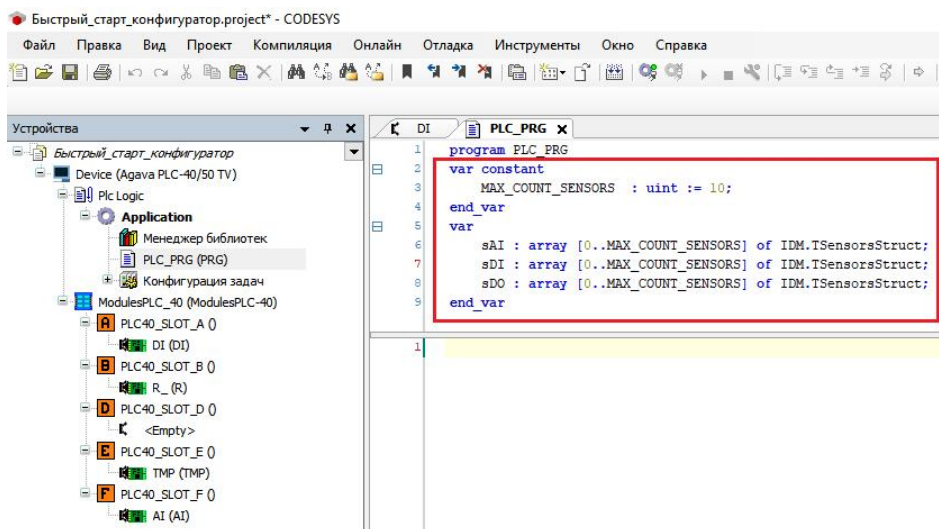 Быстрый_старт_конфигуратор.project* - CODESYS
Файл Правка Вид Проект Компиляция Онлайн Отладка Инструменты Окно Справка
Устройства
Быстрый_старт_конфигуратор
Device (Agava PLC-40/50 TV)
Plc Logic
Application
Менеджер библиотек
PLC_PRG (PRG)
Конфигурация задач
ModulesPLC_40 (ModulesPLC-40)
A PLC40_SLOT_A ()
DI (DI)
B PLC40_SLOT_B ()
R_ (R)
D PLC40_SLOT_D ()
<Empty>
E PLC40_SLOT_E ()
TMP (TMP)
F PLC40_SLOT_F ()
AI (AI)
DI PLC_PRG
1 program PLC_PRG
2 var constant
3 MAX_COUNT_SENSORS : uint := 10;
4 end_var
5 var
6 sAI : array [0..MAX_COUNT_SENSORS] of IDM.TSensorsStruct;
7 sDI : array [0..MAX_COUNT_SENSORS] of IDM.TSensorsStruct;
8 sDO : array [0..MAX_COUNT_SENSORS] of IDM.TSensorsStruct;
9 end_var
1